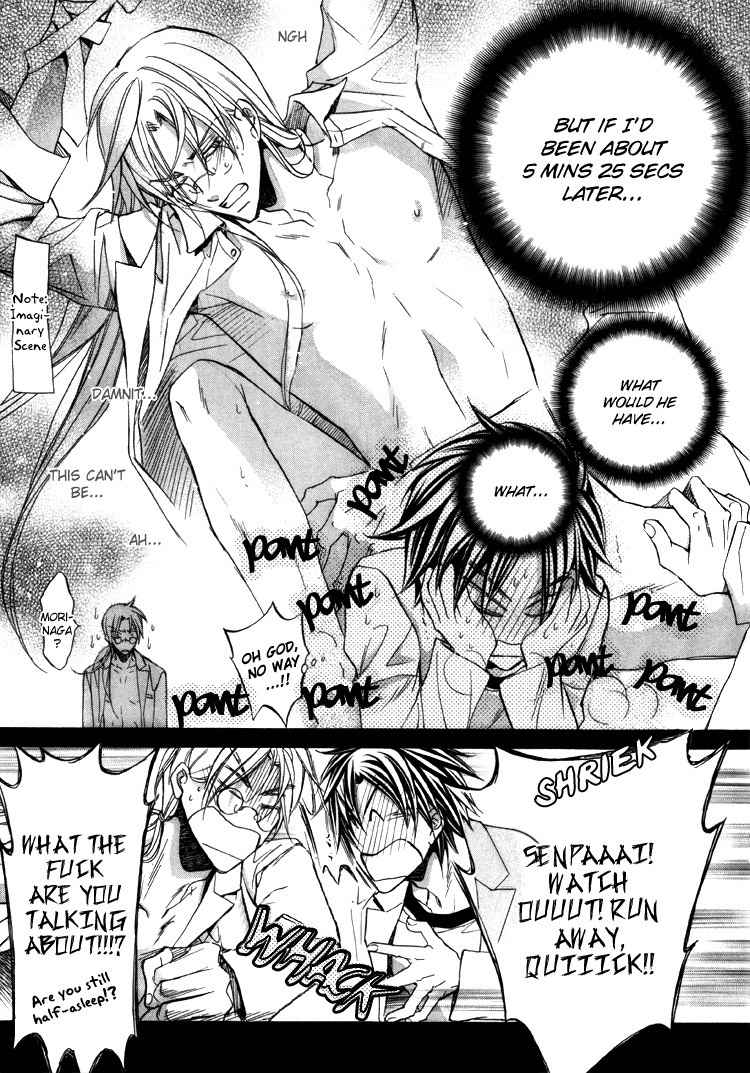 NGH
BUT IF I'D
BEEN ABOUT
5 MINS 25 SECS
LATER...
Note:
Imagi-
nary
Scene
WHAT
WOULD HE
HAVE...
DAMNIT...
WHAT...
THIS CAN'T
BE...
AH...
pant
pant
pant
pant
pant
pant
pant
pant
MORI-
NAGA
?
OH GOD,
NO WAY
...!!
SHRIEK
SENPAAAI!
WATCH
OUUUT! RUN
AWAY,
QUIIICK!!
WHACK
WHAT THE
FUCK
ARE YOU
TALKING
ABOUT!!!?
Are you still
half-asleep!?